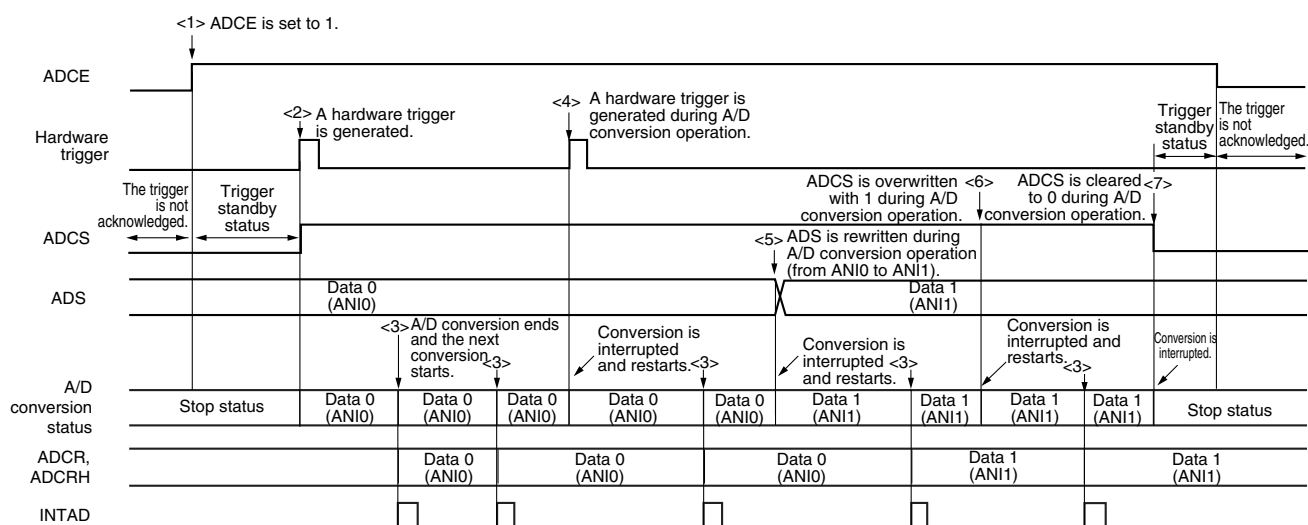 <1> ADCE is set to 1.
ADCE
<2> A hardware trigger
is generated.
<4> A hardware trigger is
generated during A/D
conversion operation.
Trigger
standby
status
The trigger
is not
acknowledged.
Hardware
trigger
The trigger
is not
acknowledged.
Trigger
standby
status
ADCS is overwritten
with 1 during A/D
conversion operation.
<6>
ADCS is cleared
to 0 during A/D
conversion operation.
<7>
ADCS
<5> ADS is rewritten during
A/D conversion operation
(from ANI0 to ANI1).
ADS
Data 0
(ANI0)
Data 1
(ANI1)
<3> A/D conversion ends
and the next
conversion
starts.
<3>
Conversion is
interrupted
and restarts.
<3>
Conversion is
interrupted
and restarts.
<3>
Conversion is
interrupted and
restarts.
<3>
Conversion is
interrupted.
A/D
conversion
status
Stop status
Data 0
(ANI0)
Data 0
(ANI0)
Data 0
(ANI0)
Data 0
(ANI0)
Data 0
(ANI0)
Data 1
(ANI1)
Data 1
(ANI1)
Data 1
(ANI1)
Data 1
(ANI1)
Stop status
ADCR,
ADCRH
Data 0
(ANI0)
Data 0
(ANI0)
Data 0
(ANI0)
Data 1
(ANI1)
Data 1
(ANI1)
INTAD